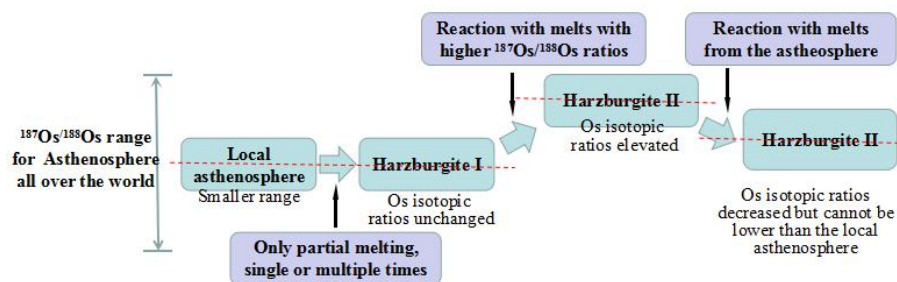 Reaction with melts with
higher ¹⁸⁷Os/¹⁸⁸Os ratios
Reaction with melts
from the astheosphere
¹⁸⁷Os/¹⁸⁸Os range
for Asthenosphere
all over the world
Local
asthenosphere
Smaller range
Harzburgite I
Os isotopic
ratios unchanged
Only partial melting,
single or multiple times
Harzburgite II
Os isotopic
ratios elevated
Harzburgite II
Os isotopic ratios
decreased but cannot be
lower than the local
asthenosphere